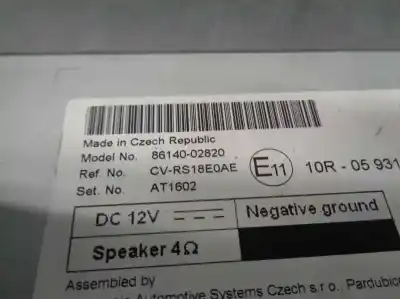 Made in Czech Republic
Model No. 86140-02820
Ref. No. CV-RS18E0AE
Set. No. AT1602
E11 10R - 05 931
DC 12V
Negative ground
Speaker 4Ω
Assembled by
Automotive Systems Czech s.r.o., Pardubic